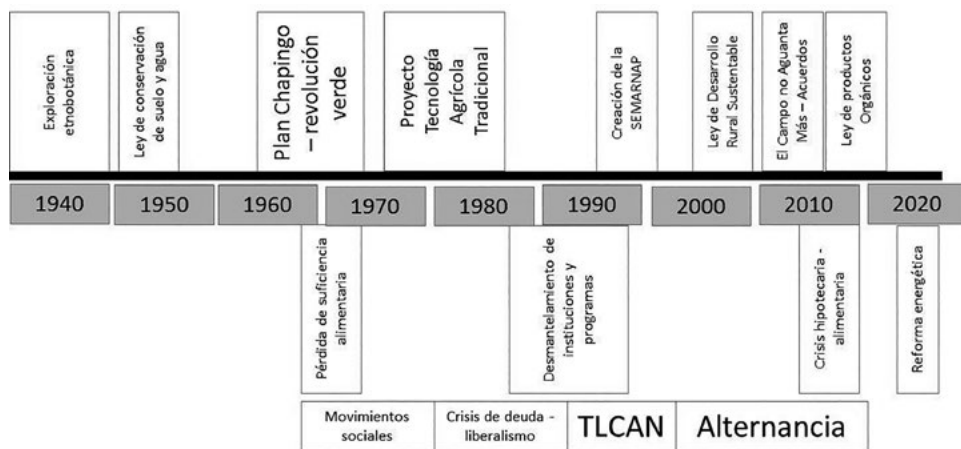 Exploración
etnobotánica
Ley de conservación
de suelo y agua
Plan Chapingo
– revolución
verde
Proyecto
Tecnología
Agrícola
Tradicional
Creación de la
SEMARNAP
Ley de Desarrollo
Rural Sustentable
El Campo no Aguanta
Más – Acuerdos
Ley de productos
Orgánicos
1940
1950
1960
1970
1980
1990
2000
2010
2020
Pérdida de suficiencia
alimentaria
Desmantelamiento de
instituciones y
programas
Crisis hipotecaria -
alimentaria
Reforma energética
Movimientos
sociales
Crisis de deuda -
liberalismo
TLCAN
Alternancia